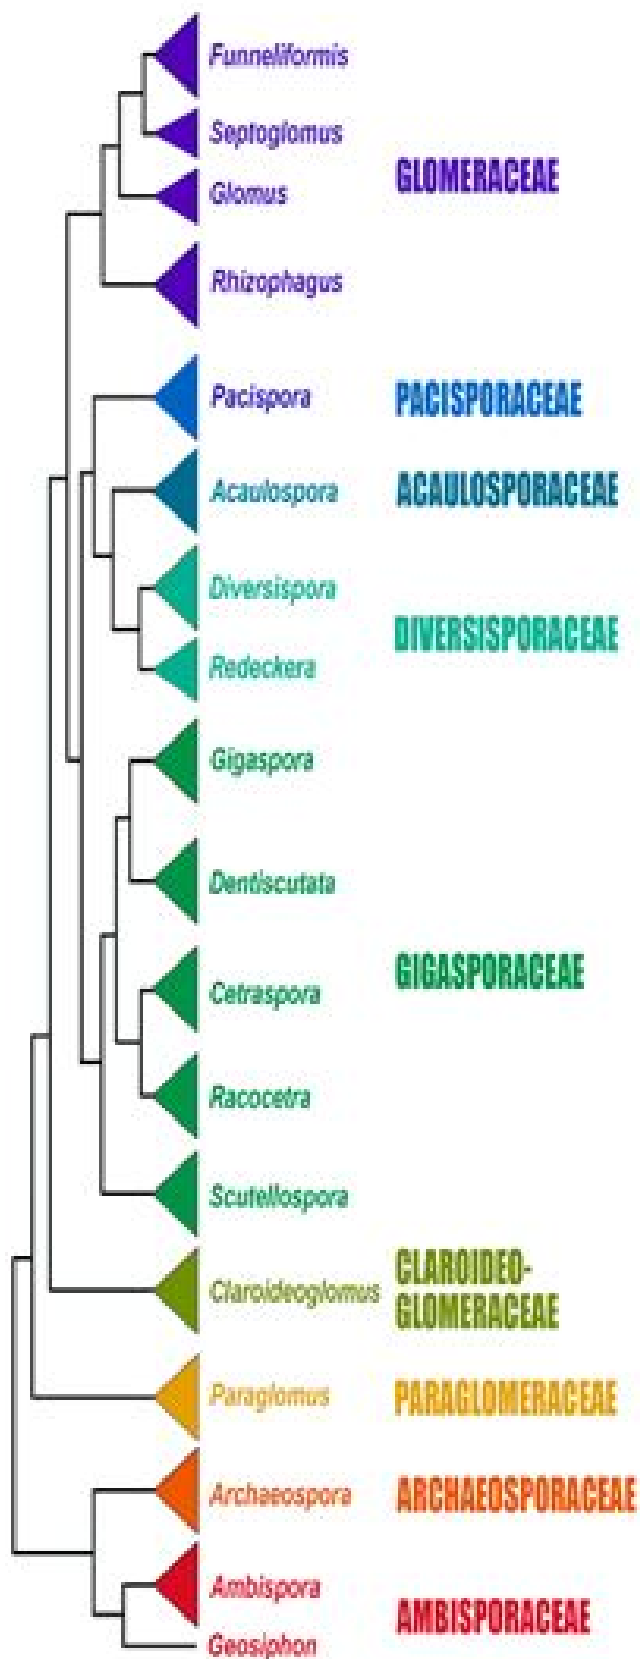 Funneliformis
Septoglomus
GLOMERACEAE
Glomus
Rhizophagus
Pacispora PACISPORACEAE
Acaulospora ACAULOSPORACEAE
Diversispora
DIVERSISPORACEAE
Redeckera
Gigaspora
Dentiscutata
GIGASPORACEAE
Cetraspora
Racocetra
Scutellospora
CLAROIDEO-
Claroideoglomus
GLOMERACEAE
Paraglomus PARAGLOMERACEAE
Archaeospora ARCHAEOSPORACEAE
Ambispora
AMBISPORACEAE
Geosiphon